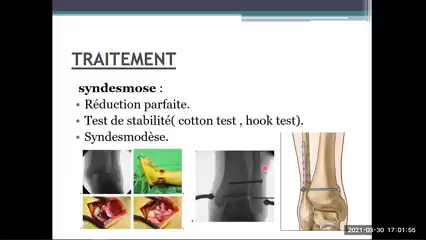 TRAITEMENT
syndesmose :
• Réduction parfaite.
• Test de stabilité( cotton test , hook test).
• Syndesmodèse.
2021-03-30 17:01:55